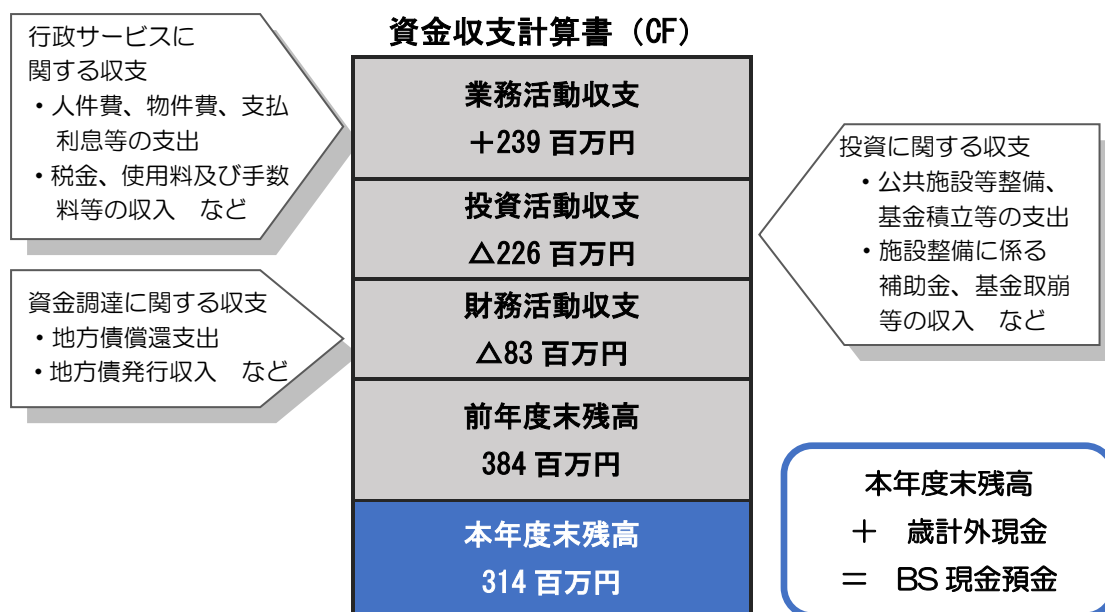 資金収支計算書（CF）
行政サービスに
関する収支
・人件費、物件費、支払
利息等の支出
・税金、使用料及び手数
料等の収入　など
業務活動収支
＋239 百万円
投資活動収支
△226 百万円
投資に関する収支
・公共施設等整備、
基金積立等の支出
・施設整備に係る
補助金、基金取崩
等の収入　など
資金調達に関する収支
・地方債償還支出
・地方債発行収入　など
財務活動収支
△83 百万円
前年度末残高
384 百万円
本年度末残高
314 百万円
本年度末残高
＋　歳計外現金
＝　BS 現金預金